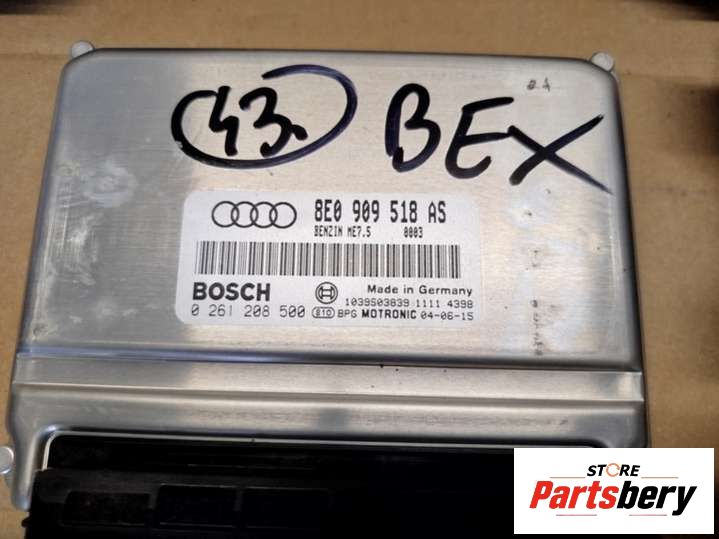 43. BEX
8E0 909 518 AS
BENZIN ME7.5 0003
BOSCH Made in Germany
1039S03839 1111 4398
0 261 208 500 e10 BPG MOTRONIC 04-06-15
STORE
Partsbery